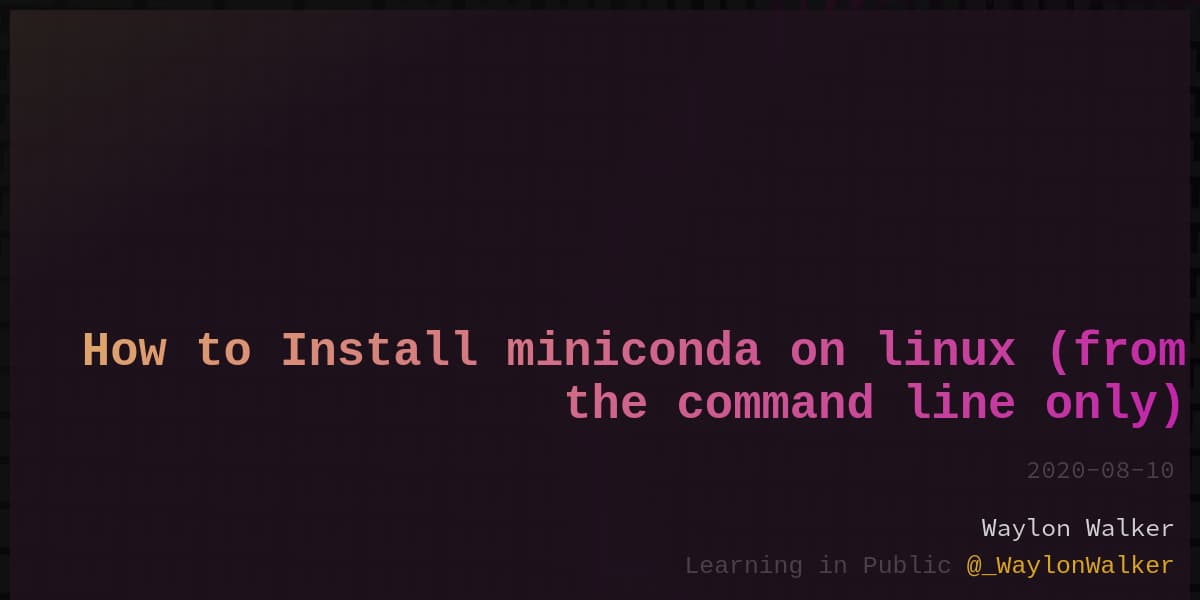 How to Install miniconda on linux (from
the command line only)
2020-08-10
Waylon Walker
Learning in Public @_WaylonWalker